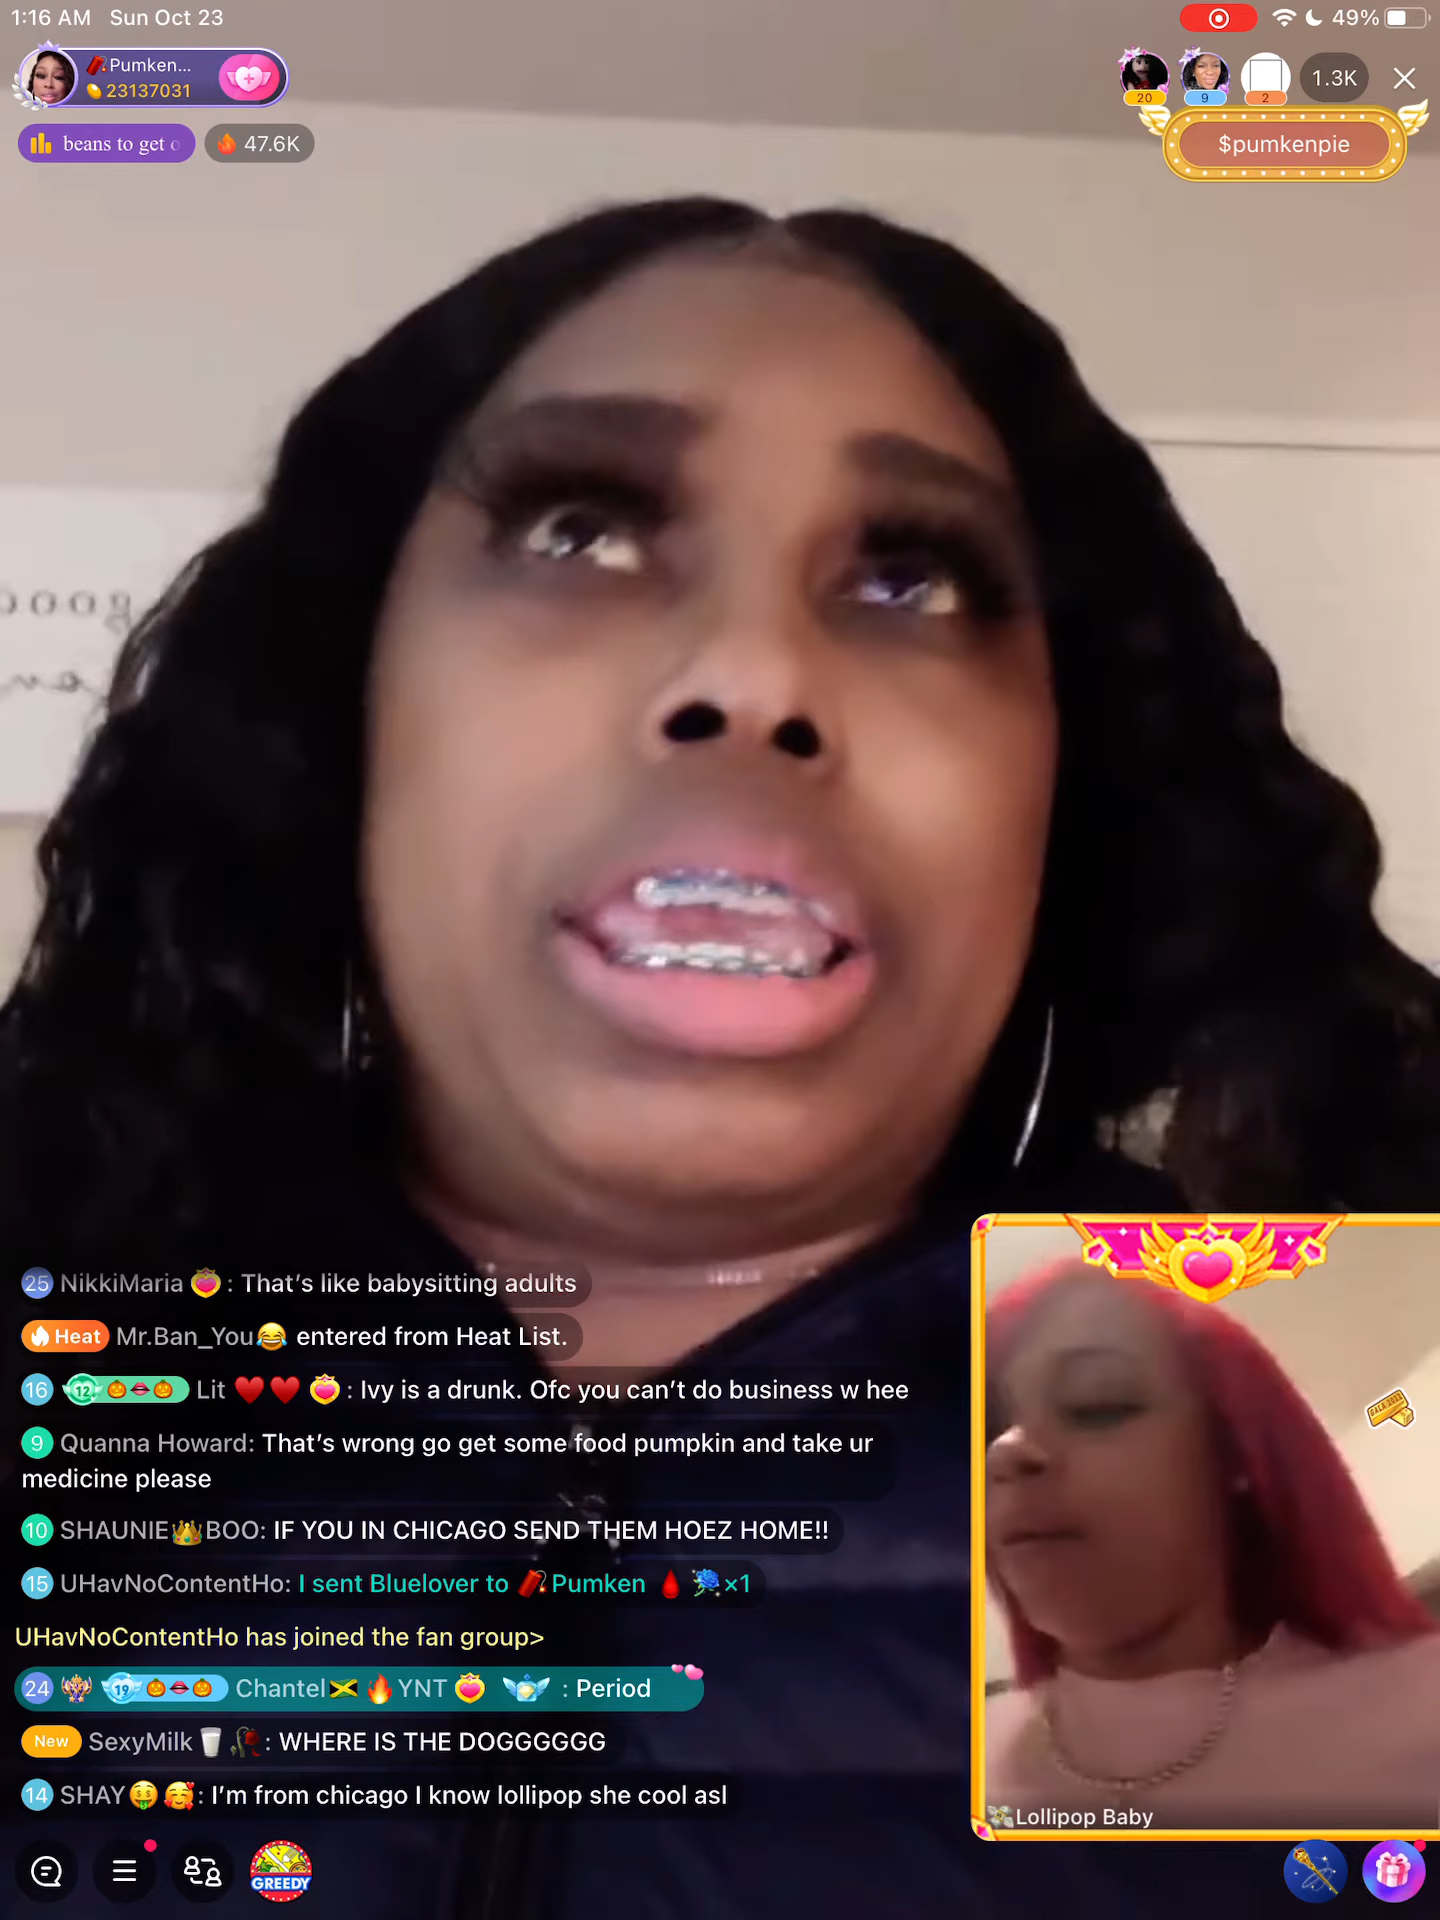 1:16 AM Sun Oct 23
49%
🧨Pumken...
23137031
20
9
2
1.3K
beans to get
47.6K
$pumkenpie
good
25 NikkiMaria : That's like babysitting adults
Heat Mr.Ban_You😂 entered from Heat List.
16 12 🎃👄🎃 Lit ❤️❤️ : Ivy is a drunk. Ofc you can't do business w hee
9 Quanna Howard: That's wrong go get some food pumpkin and take ur
medicine please
10 SHAUNIE👑BOO: IF YOU IN CHICAGO SEND THEM HOEZ HOME!!
15 UHavNoContentHo: I sent Bluelover to 🧨Pumken 🩸 ×1
UHavNoContentHo has joined the fan group>
24 19 🎃👄🎃 Chantel🇯🇲🔥YNT : Period
New SexyMilk🥛🥀: WHERE IS THE DOGGGGGG
14 SHAY🤑🥰: I'm from chicago I know lollipop she cool asl
💸Lollipop Baby
GREEDY